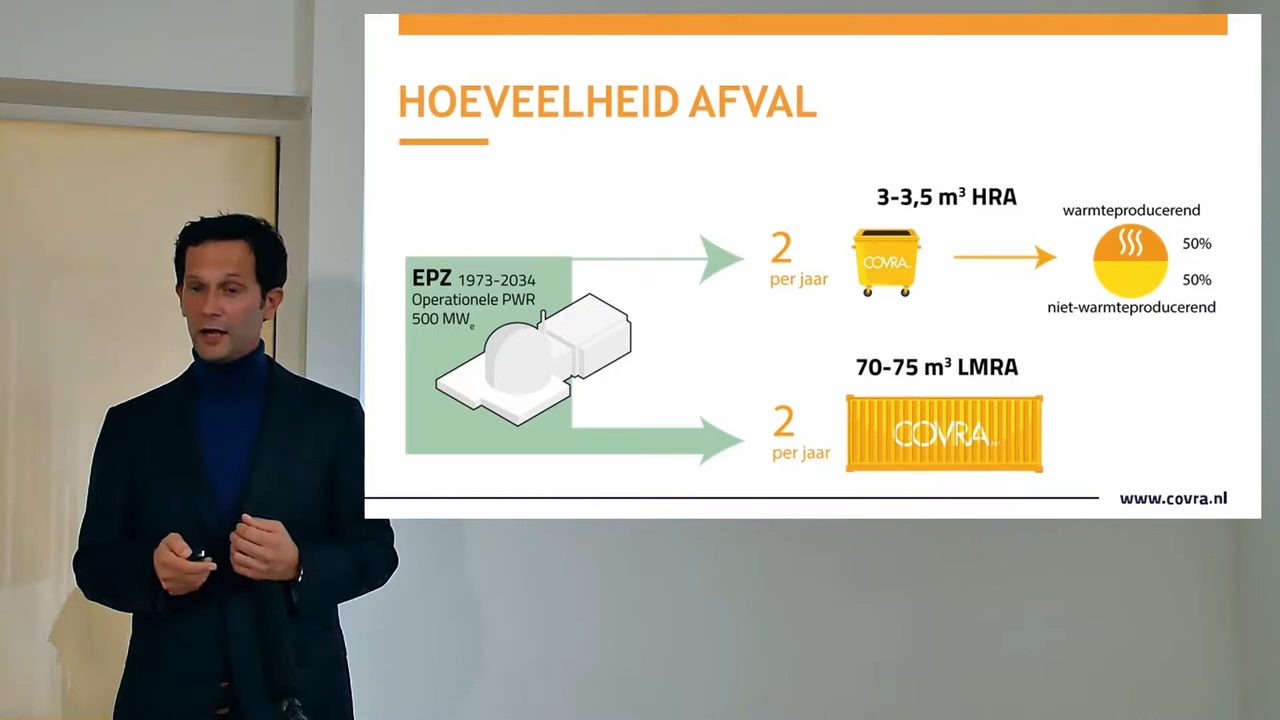 HOEVEELHEID AFVAL
EPZ 1973-2034
Operationele PWR
500 MWe
2
per jaar
3-3,5 m³ HRA
COVRA
warmteproducerend
50%
50%
niet-warmteproducerend
2
per jaar
70-75 m³ LMRA
COVRA
www.covra.nl